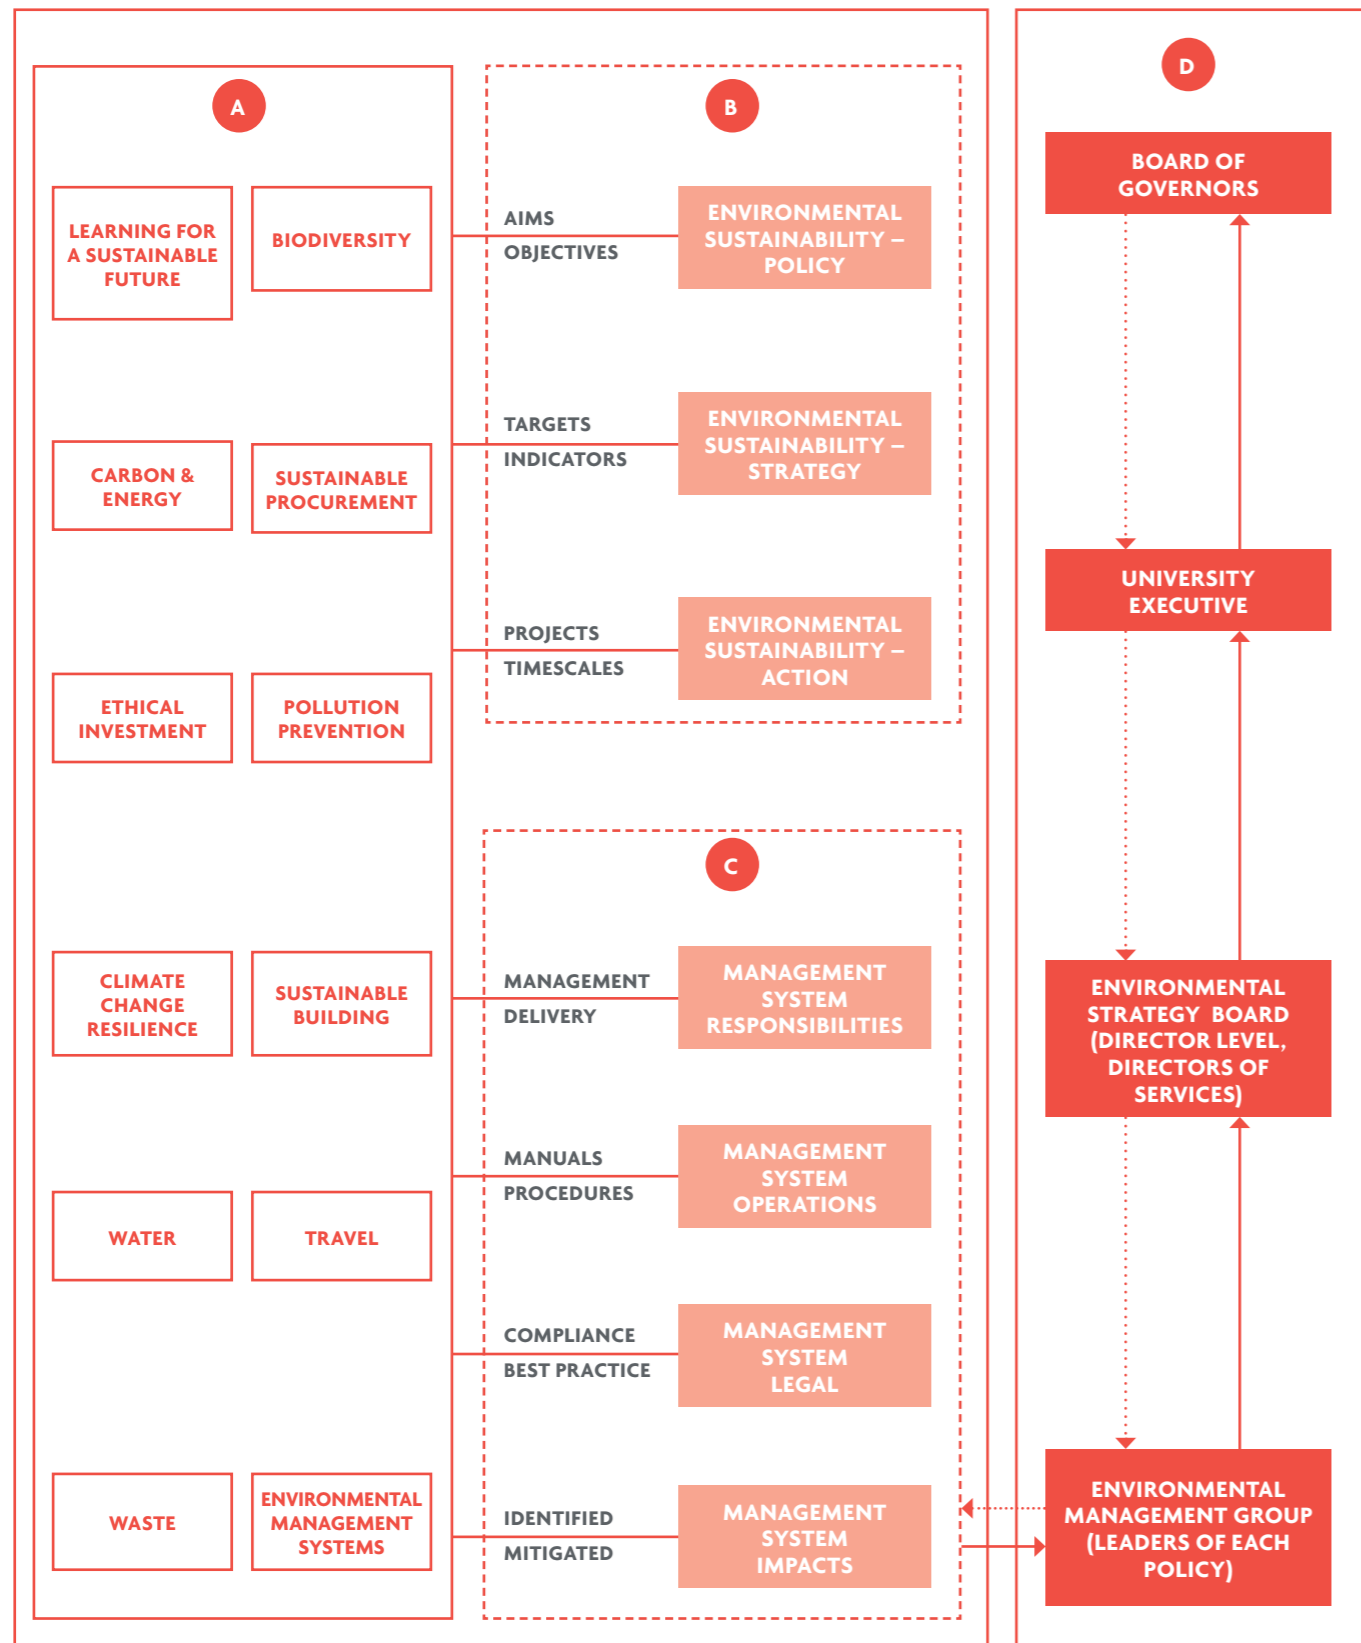 A
LEARNING FOR
A SUSTAINABLE
FUTURE
BIODIVERSITY
CARBON &
ENERGY
SUSTAINABLE
PROCUREMENT
ETHICAL
INVESTMENT
POLLUTION
PREVENTION
CLIMATE
CHANGE
RESILIENCE
SUSTAINABLE
BUILDING
WATER
TRAVEL
WASTE
ENVIRONMENTAL
MANAGEMENT
SYSTEMS
B
AIMS
OBJECTIVES
ENVIRONMENTAL
SUSTAINABILITY –
POLICY
TARGETS
INDICATORS
ENVIRONMENTAL
SUSTAINABILITY –
STRATEGY
PROJECTS
TIMESCALES
ENVIRONMENTAL
SUSTAINABILITY –
ACTION
C
MANAGEMENT
DELIVERY
MANAGEMENT
SYSTEM
RESPONSIBILITIES
MANUALS
PROCEDURES
MANAGEMENT
SYSTEM
OPERATIONS
COMPLIANCE
BEST PRACTICE
MANAGEMENT
SYSTEM
LEGAL
IDENTIFIED
MITIGATED
MANAGEMENT
SYSTEM
IMPACTS
D
BOARD OF
GOVERNORS
UNIVERSITY
EXECUTIVE
ENVIRONMENTAL
STRATEGY BOARD
(DIRECTOR LEVEL,
DIRECTORS OF
SERVICES)
ENVIRONMENTAL
MANAGEMENT GROUP
(LEADERS OF EACH
POLICY)